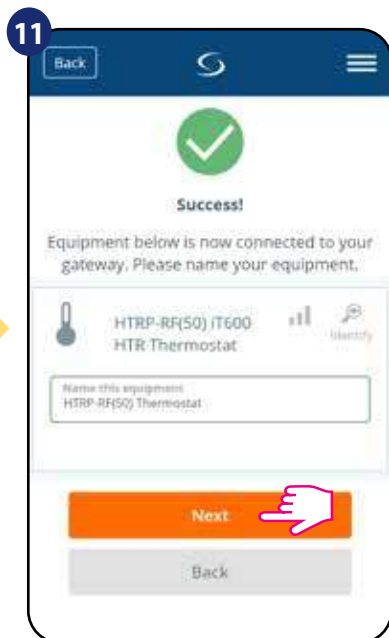 11
Back
Success!
Equipment below is now connected to your
gateway. Please name your equipment.
HTRP-RF(50) iT600
HTR Thermostat
Identify
Name this equipment
HTRP-RF(50) Thermostat
Next
Back